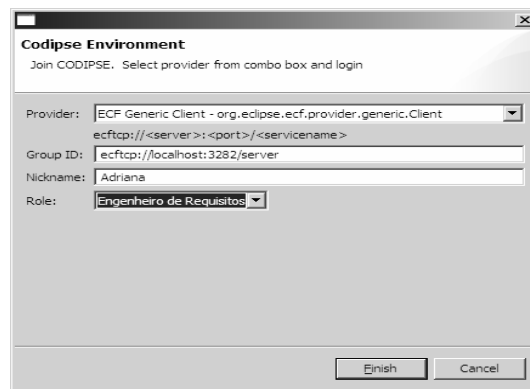 Codipse Environment
Join CODIPSE. Select provider from combo box and login
Provider: ECF Generic Client - org.eclipse.ecf.provider.generic.Client
ecftcp://<server>:<port>/<servicename>
Group ID: ecftcp://localhost:3282/server
Nickname: Adriana
Role: Engenheiro de Requisitos
Finish Cancel